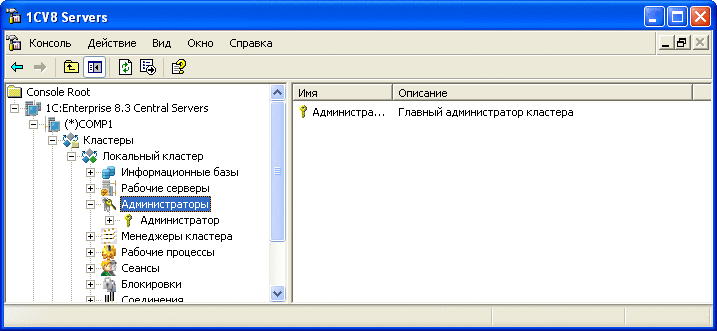 1CV8 Servers
Консоль Действие Вид Окно Справка
Console Root
1C:Enterprise 8.3 Central Servers
(*)COMP1
Кластеры
Локальный кластер
Информационные базы
Рабочие серверы
Администраторы
Администратор
Менеджеры кластера
Рабочие процессы
Сеансы
Блокировки
Соединения
Имя Описание
Администра... Главный администратор кластера